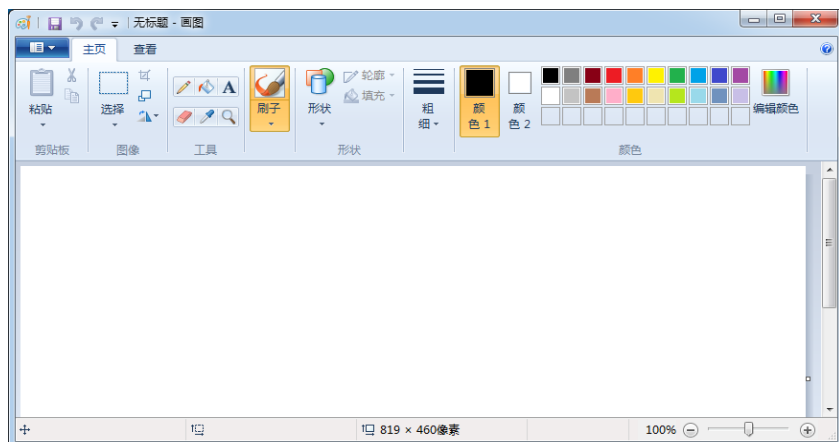 无标题 - 画图
主页 查看
粘贴 选择 A 刷子 形状 轮廓 填充 粗细 颜色 1 颜色 2 编辑颜色
剪贴板 图像 工具 形状 颜色
819 × 460像素 100%